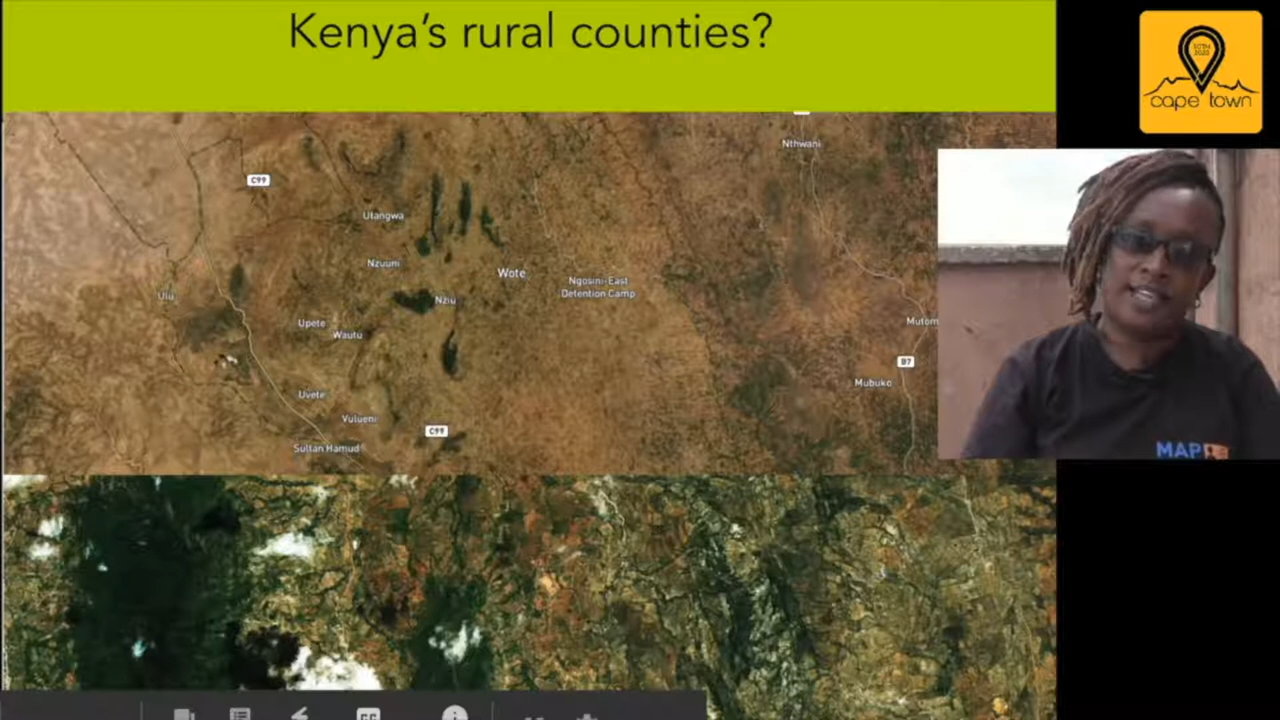 Kenya's rural counties?
cape town
Nthwani
C99
Utangwa
Nzuuni
Wote
Ngosini-East
Detention Camp
Ulu
Nziu
Upete
Wautu
Mutom
B7
Mubuko
Uvete
Vulueni
C99
Sultan Hamud
MAP
CC